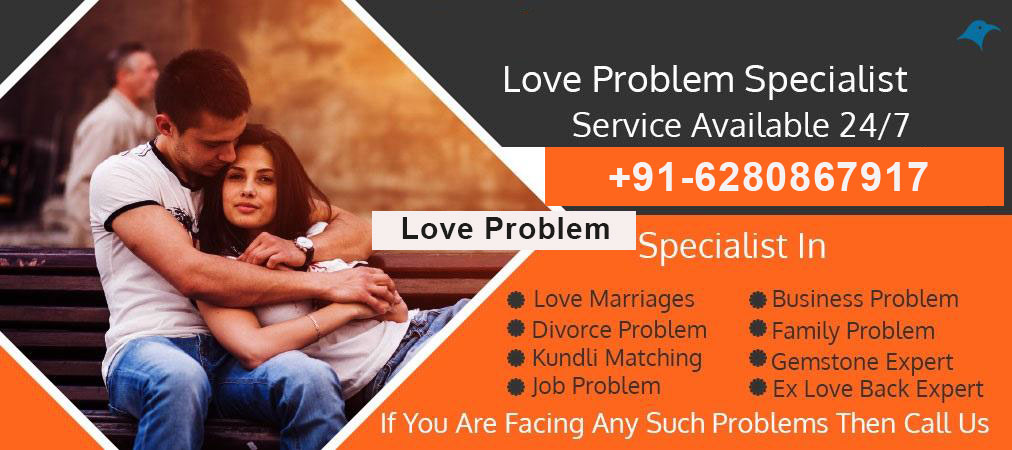 Love Problem Specialist
Service Available 24/7
+91-6280867917
Love Problem
Specialist In
Love Marriages
Divorce Problem
Kundli Matching
Job Problem
Business Problem
Family Problem
Gemstone Expert
Ex Love Back Expert
If You Are Facing Any Such Problems Then Call Us